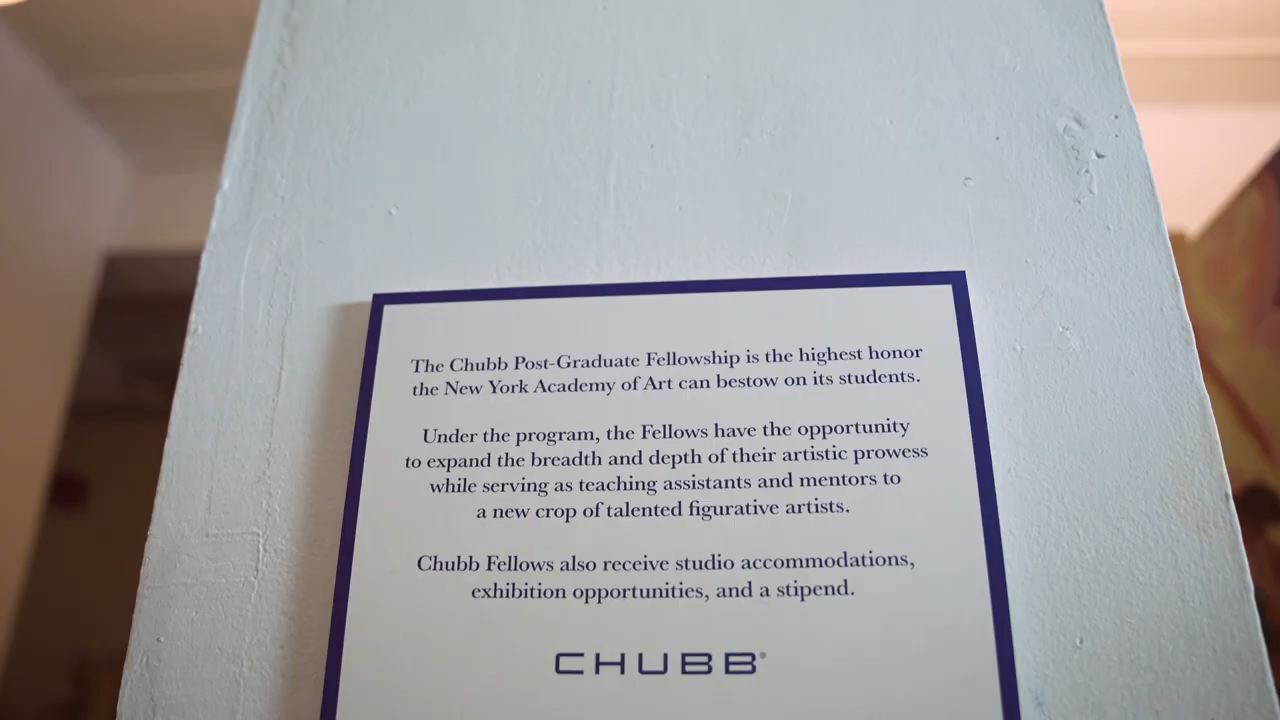 The Chubb Post-Graduate Fellowship is the highest honor
the New York Academy of Art can bestow on its students.
Under the program, the Fellows have the opportunity
to expand the breadth and depth of their artistic prowess
while serving as teaching assistants and mentors to
a new crop of talented figurative artists.
Chubb Fellows also receive studio accommodations,
exhibition opportunities, and a stipend.
CHUBB®